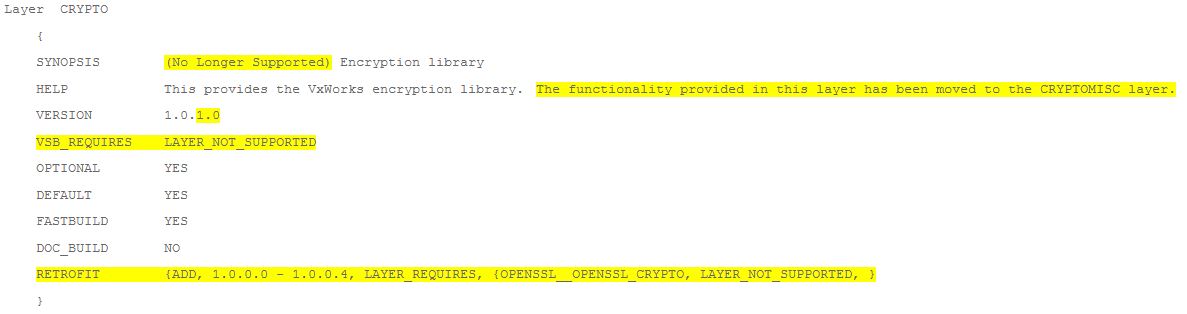 Layer  CRYPTO
{
SYNOPSIS        (No Longer Supported) Encryption library
HELP            This provides the VxWorks encryption library.  The functionality provided in this layer has been moved to the CRYPTOMISC layer.
VERSION         1.0.1.0
VSB_REQUIRES    LAYER_NOT_SUPPORTED
OPTIONAL        YES
DEFAULT         YES
FASTBUILD       YES
DOC_BUILD       NO
RETROFIT        {ADD, 1.0.0.0 - 1.0.0.4, LAYER_REQUIRES, {OPENSSL__OPENSSL_CRYPTO, LAYER_NOT_SUPPORTED, }
}